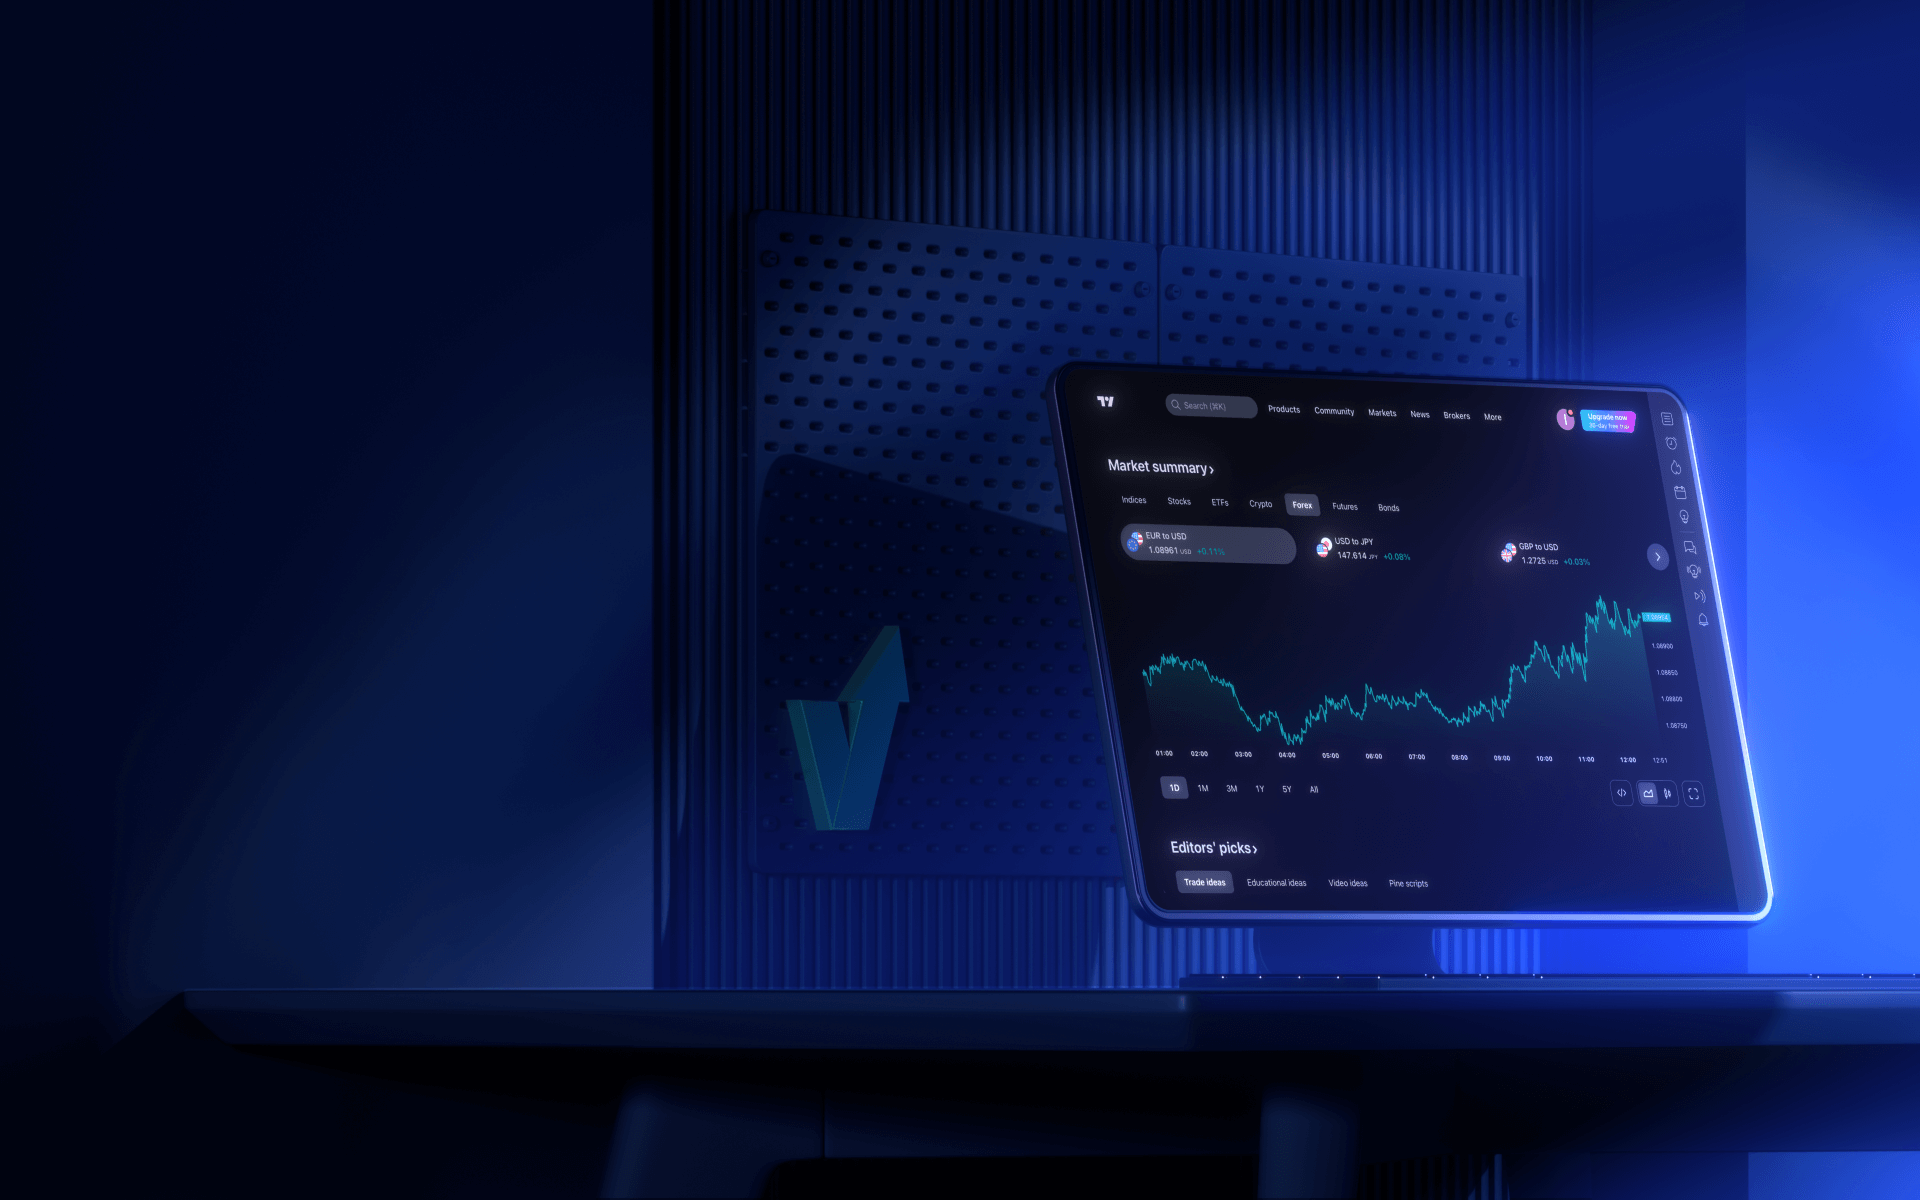 Search (⌘K) Products Community Markets News Brokers More
Upgrade now
30-day free trial
Market summary ›
Indices Stocks ETFs Crypto Forex Futures Bonds
EUR to USD
1.08961 USD +0.11%
USD to JPY
147.614 JPY +0.08%
GBP to USD
1.2725 USD +0.03%
1.08900
1.08850
1.08800
1.08750
01:00 02:00 03:00 04:00 05:00 06:00 07:00 08:00 09:00 10:00 11:00 12:00 12:51
1D 1M 3M 1Y 5Y All
Editors' picks ›
Trade ideas Educational ideas Video ideas Pine scripts